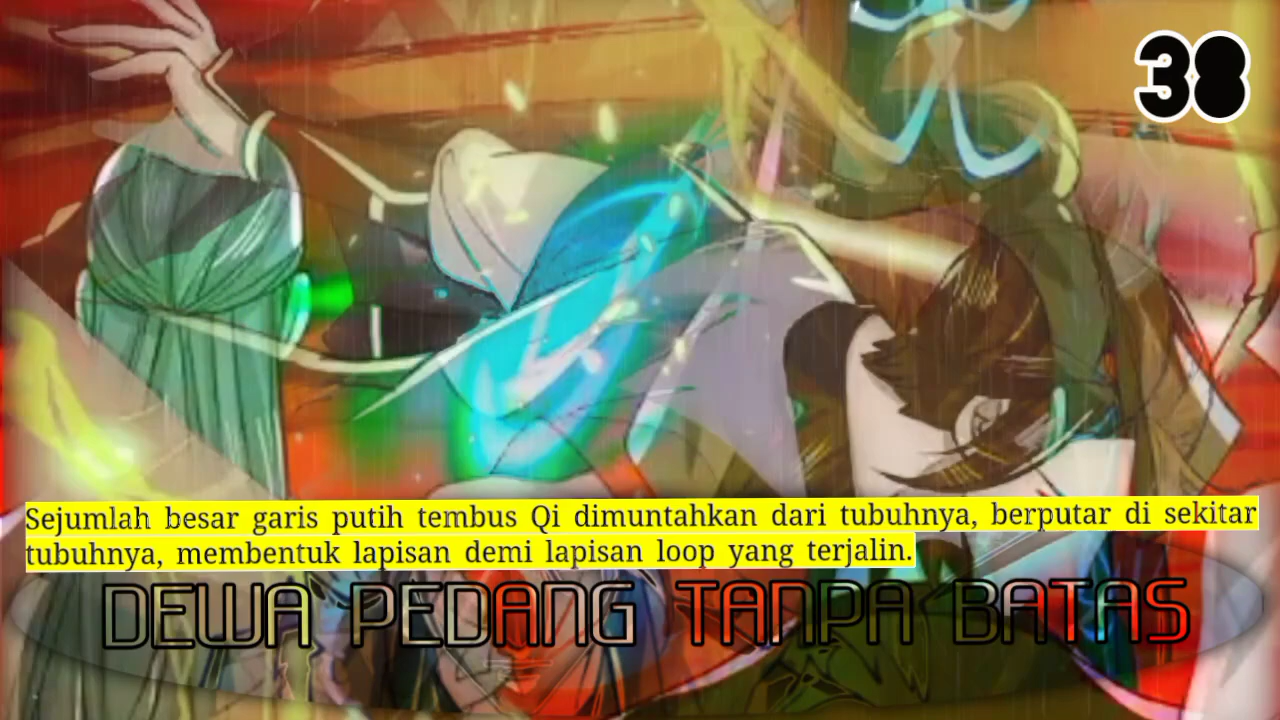 38
Sejumlah besar garis putih tembus Qi dimuntahkan dari tubuhnya, berputar di sekitar
tubuhnya, membentuk lapisan demi lapisan loop yang terjalin.
DEWA PEDANG TANPA BATAS